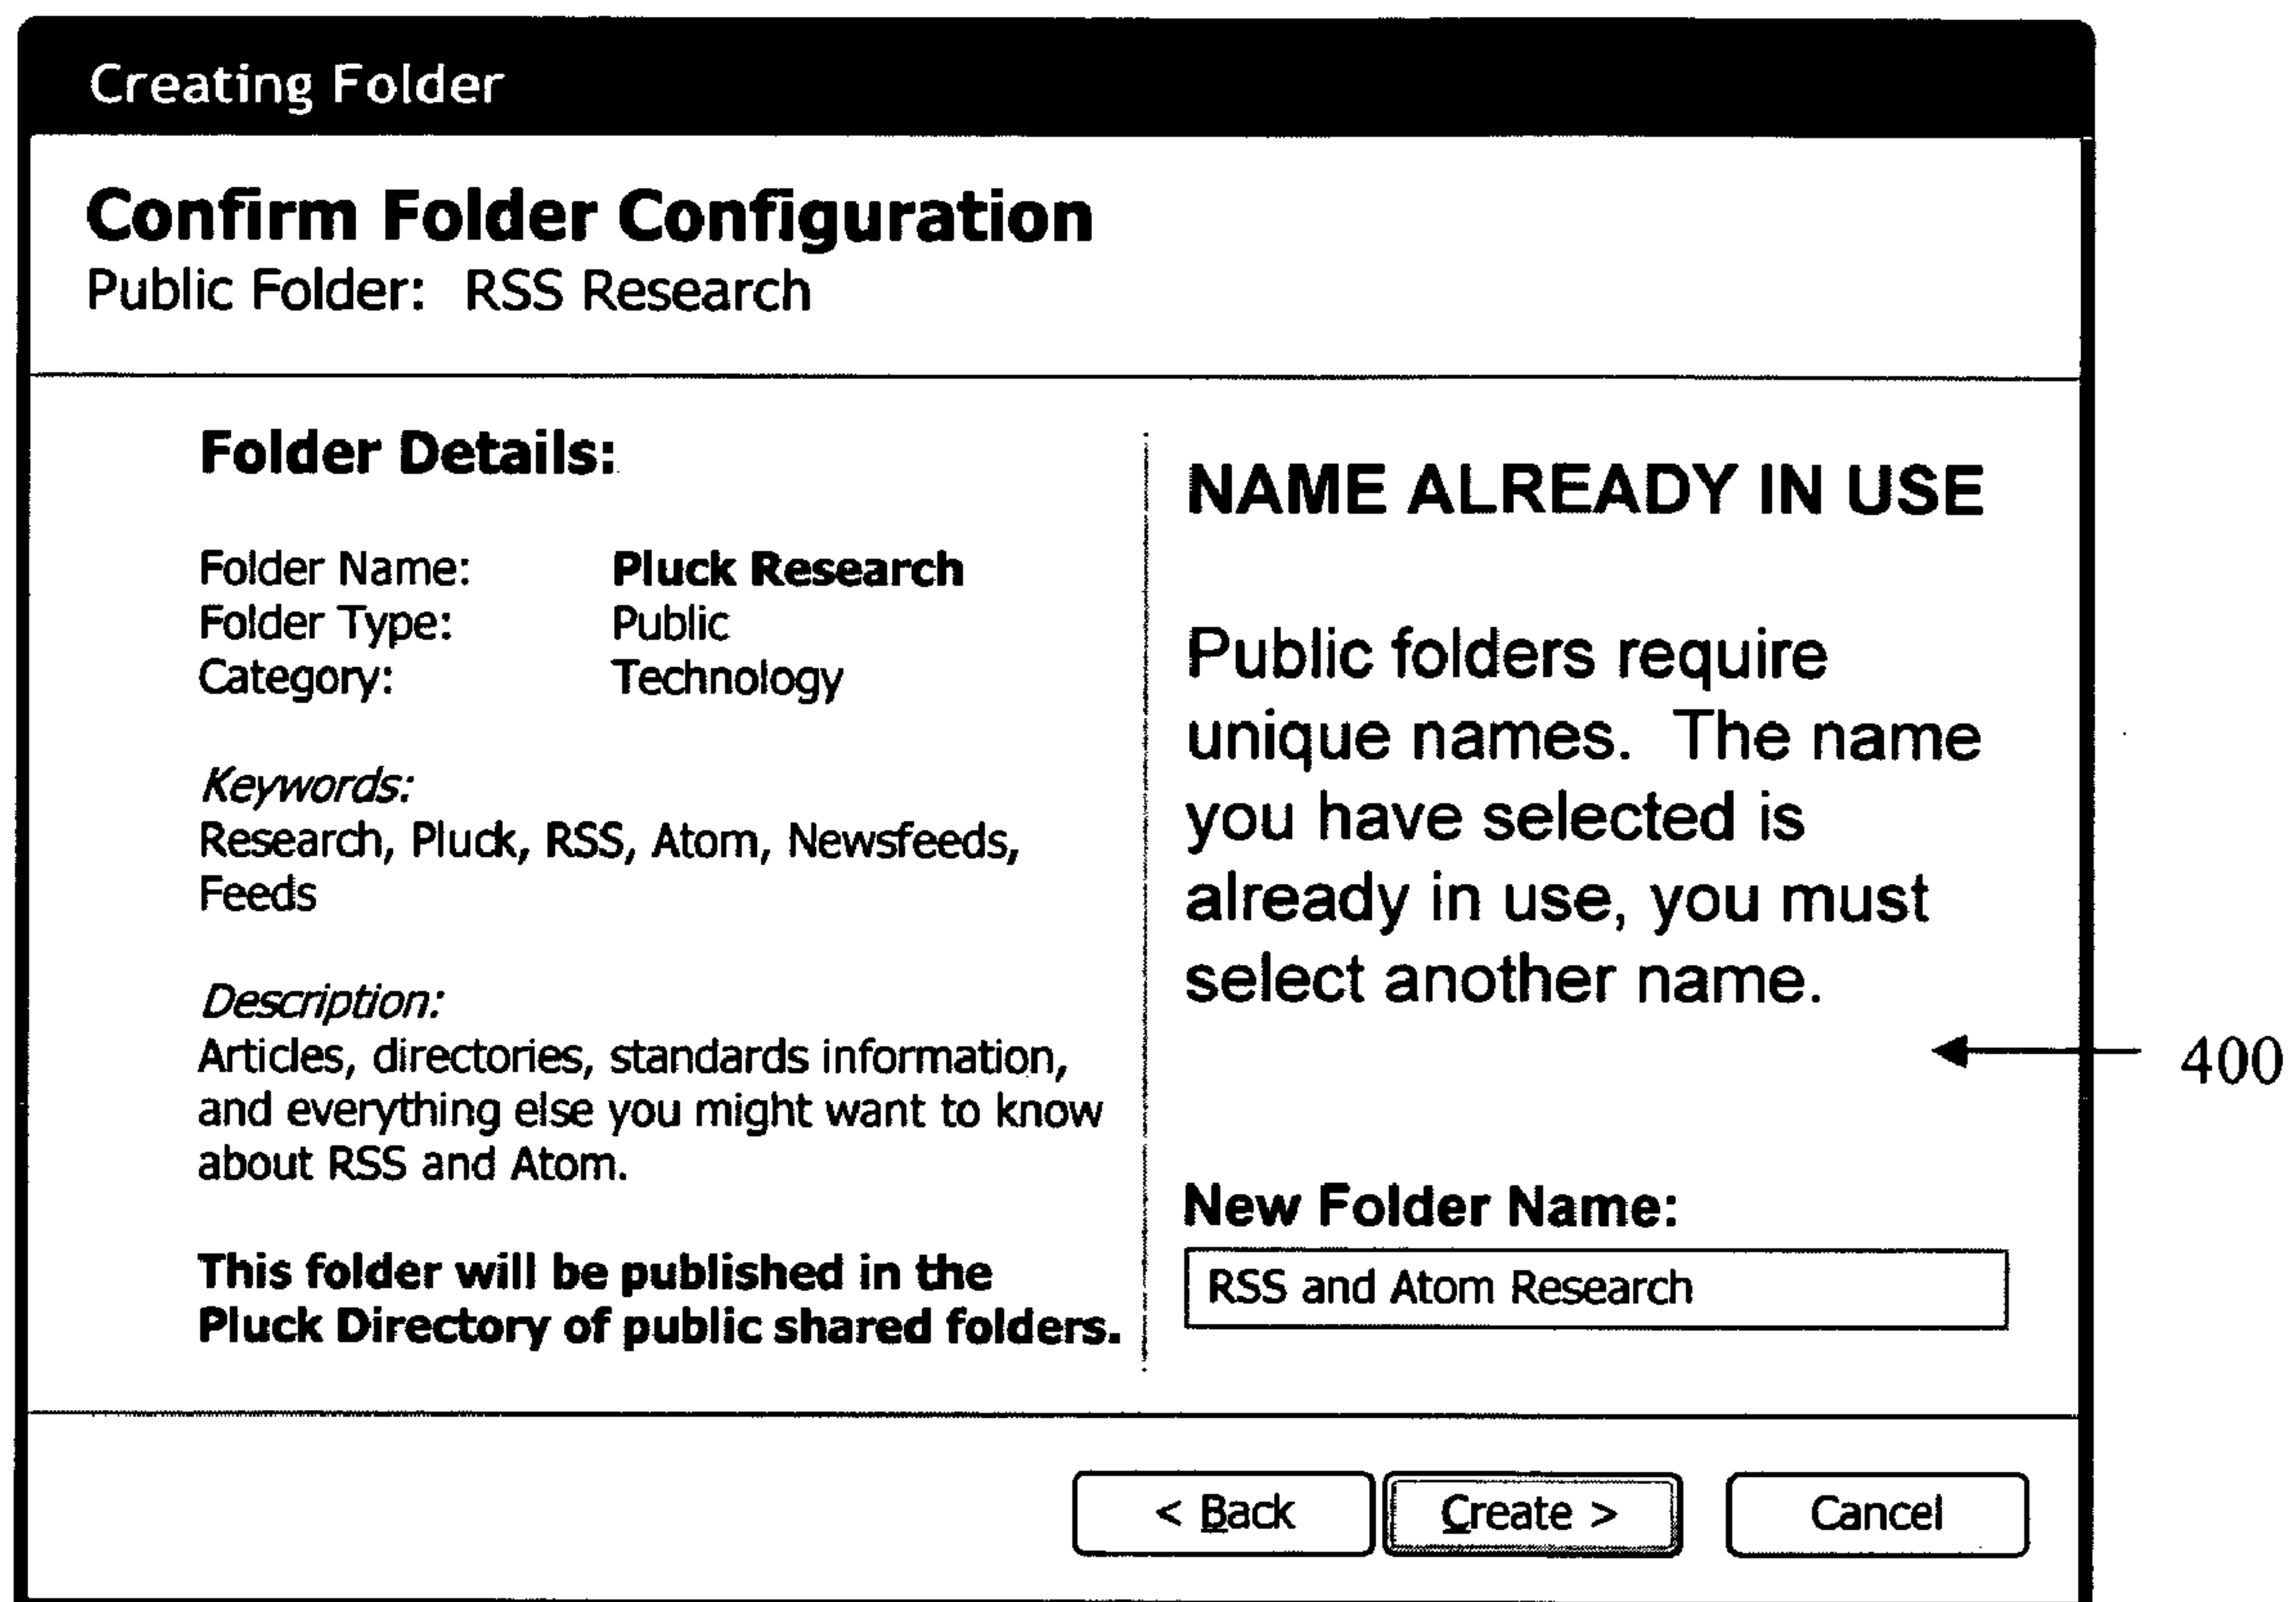 Creating Folder
Confirm Folder Configuration
Public Folder: RSS Research
Folder Details:
Folder Name: Pluck Research
Folder Type: Public
Category: Technology
Keywords:
Research, Pluck, RSS, Atom, Newsfeeds,
Feeds
Description:
Articles, directories, standards information,
and everything else you might want to know
about RSS and Atom.
This folder will be published in the
Pluck Directory of public shared folders.
NAME ALREADY IN USE
Public folders require
unique names. The name
you have selected is
already in use, you must
select another name.
400
New Folder Name:
RSS and Atom Research
< Back
Create >
Cancel